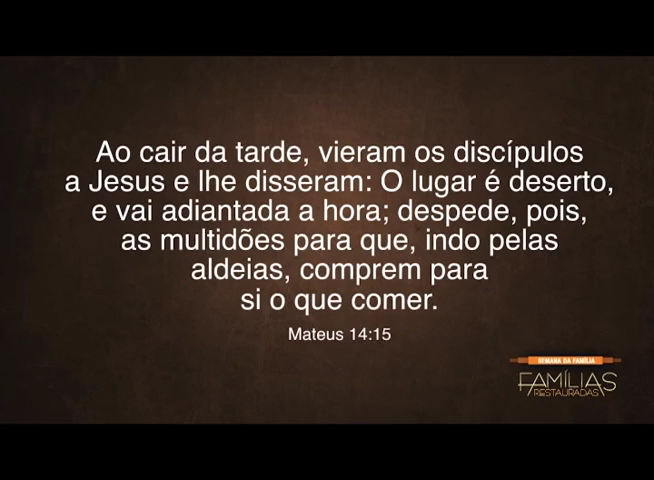 Ao cair da tarde, vieram os discípulos
a Jesus e lhe disseram: O lugar é deserto,
e vai adiantada a hora; despede, pois,
as multidões para que, indo pelas
aldeias, comprem para
si o que comer.
Mateus 14:15
SEMANA DA FAMÍLIA
FAMÍLIAS
RESTAURADAS